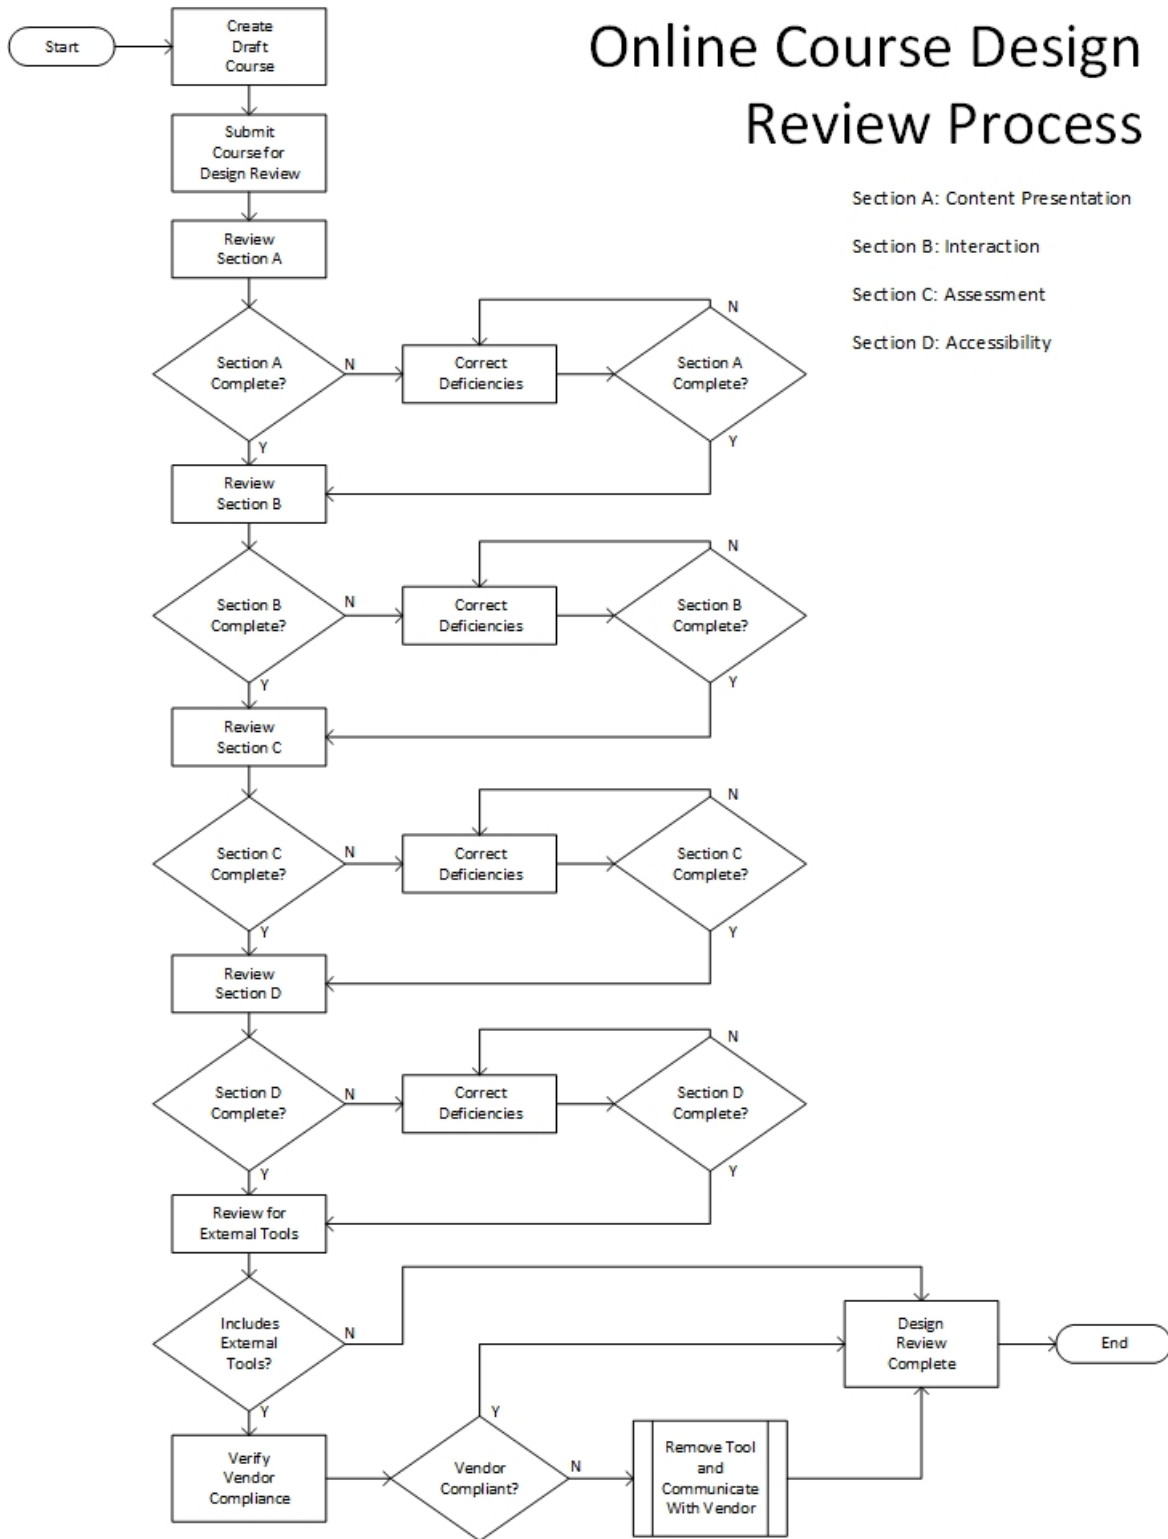 Online Course Design
Review Process
Section A: Content Presentation
Section B: Interaction
Section C: Assessment
Section D: Accessibility
Start
Create
Draft
Course
Submit
Course for
Design Review
Review
Section A
Section A
Complete?
N
Y
Correct
Deficiencies
Section A
Complete?
N
Y
Review
Section B
Section B
Complete?
N
Y
Correct
Deficiencies
Section B
Complete?
N
Y
Review
Section C
Section C
Complete?
N
Y
Correct
Deficiencies
Section C
Complete?
N
Y
Review
Section D
Section D
Complete?
N
Y
Correct
Deficiencies
Section D
Complete?
N
Y
Review for
External Tools
Includes
External
Tools?
N
Y
Verify
Vendor
Compliance
Vendor
Compliant?
Y
N
Remove Tool
and
Communicate
With Vendor
Design
Review
Complete
End